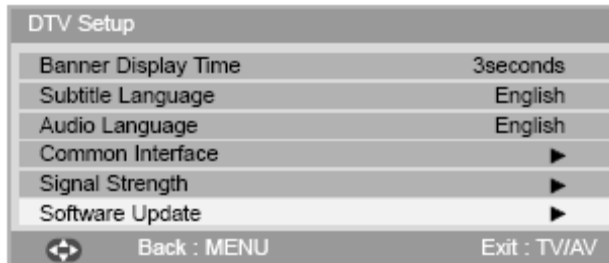 DTV Setup
Banner Display Time 3seconds
Subtitle Language English
Audio Language English
Common Interface ►
Signal Strength ►
Software Update ►
Back : MENU Exit : TV/AV